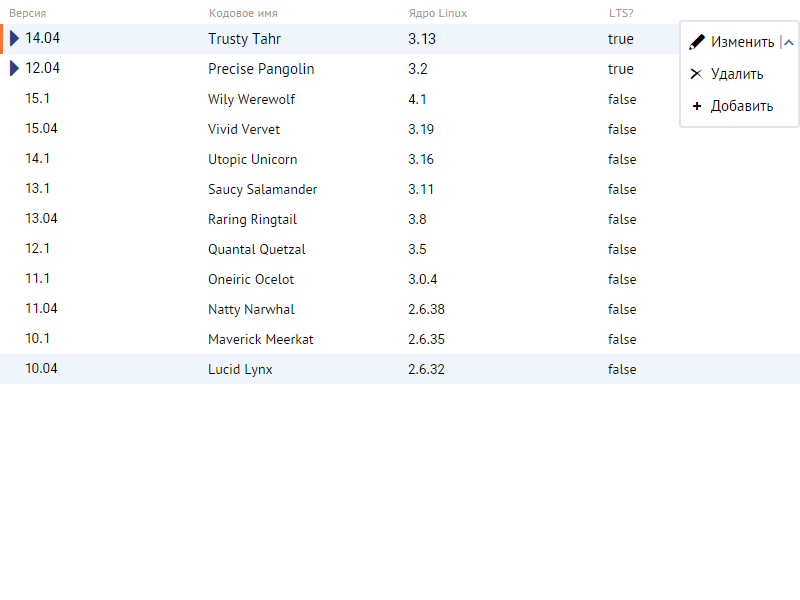 Версия Кодовое имя Ядро Linux LTS?
14.04 Trusty Tahr 3.13 true Изменить
12.04 Precise Pangolin 3.2 true Удалить
15.1 Wily Werewolf 4.1 false Добавить
15.04 Vivid Vervet 3.19 false
14.1 Utopic Unicorn 3.16 false
13.1 Saucy Salamander 3.11 false
13.04 Raring Ringtail 3.8 false
12.1 Quantal Quetzal 3.5 false
11.1 Oneiric Ocelot 3.0.4 false
11.04 Natty Narwhal 2.6.38 false
10.1 Maverick Meerkat 2.6.35 false
10.04 Lucid Lynx 2.6.32 false